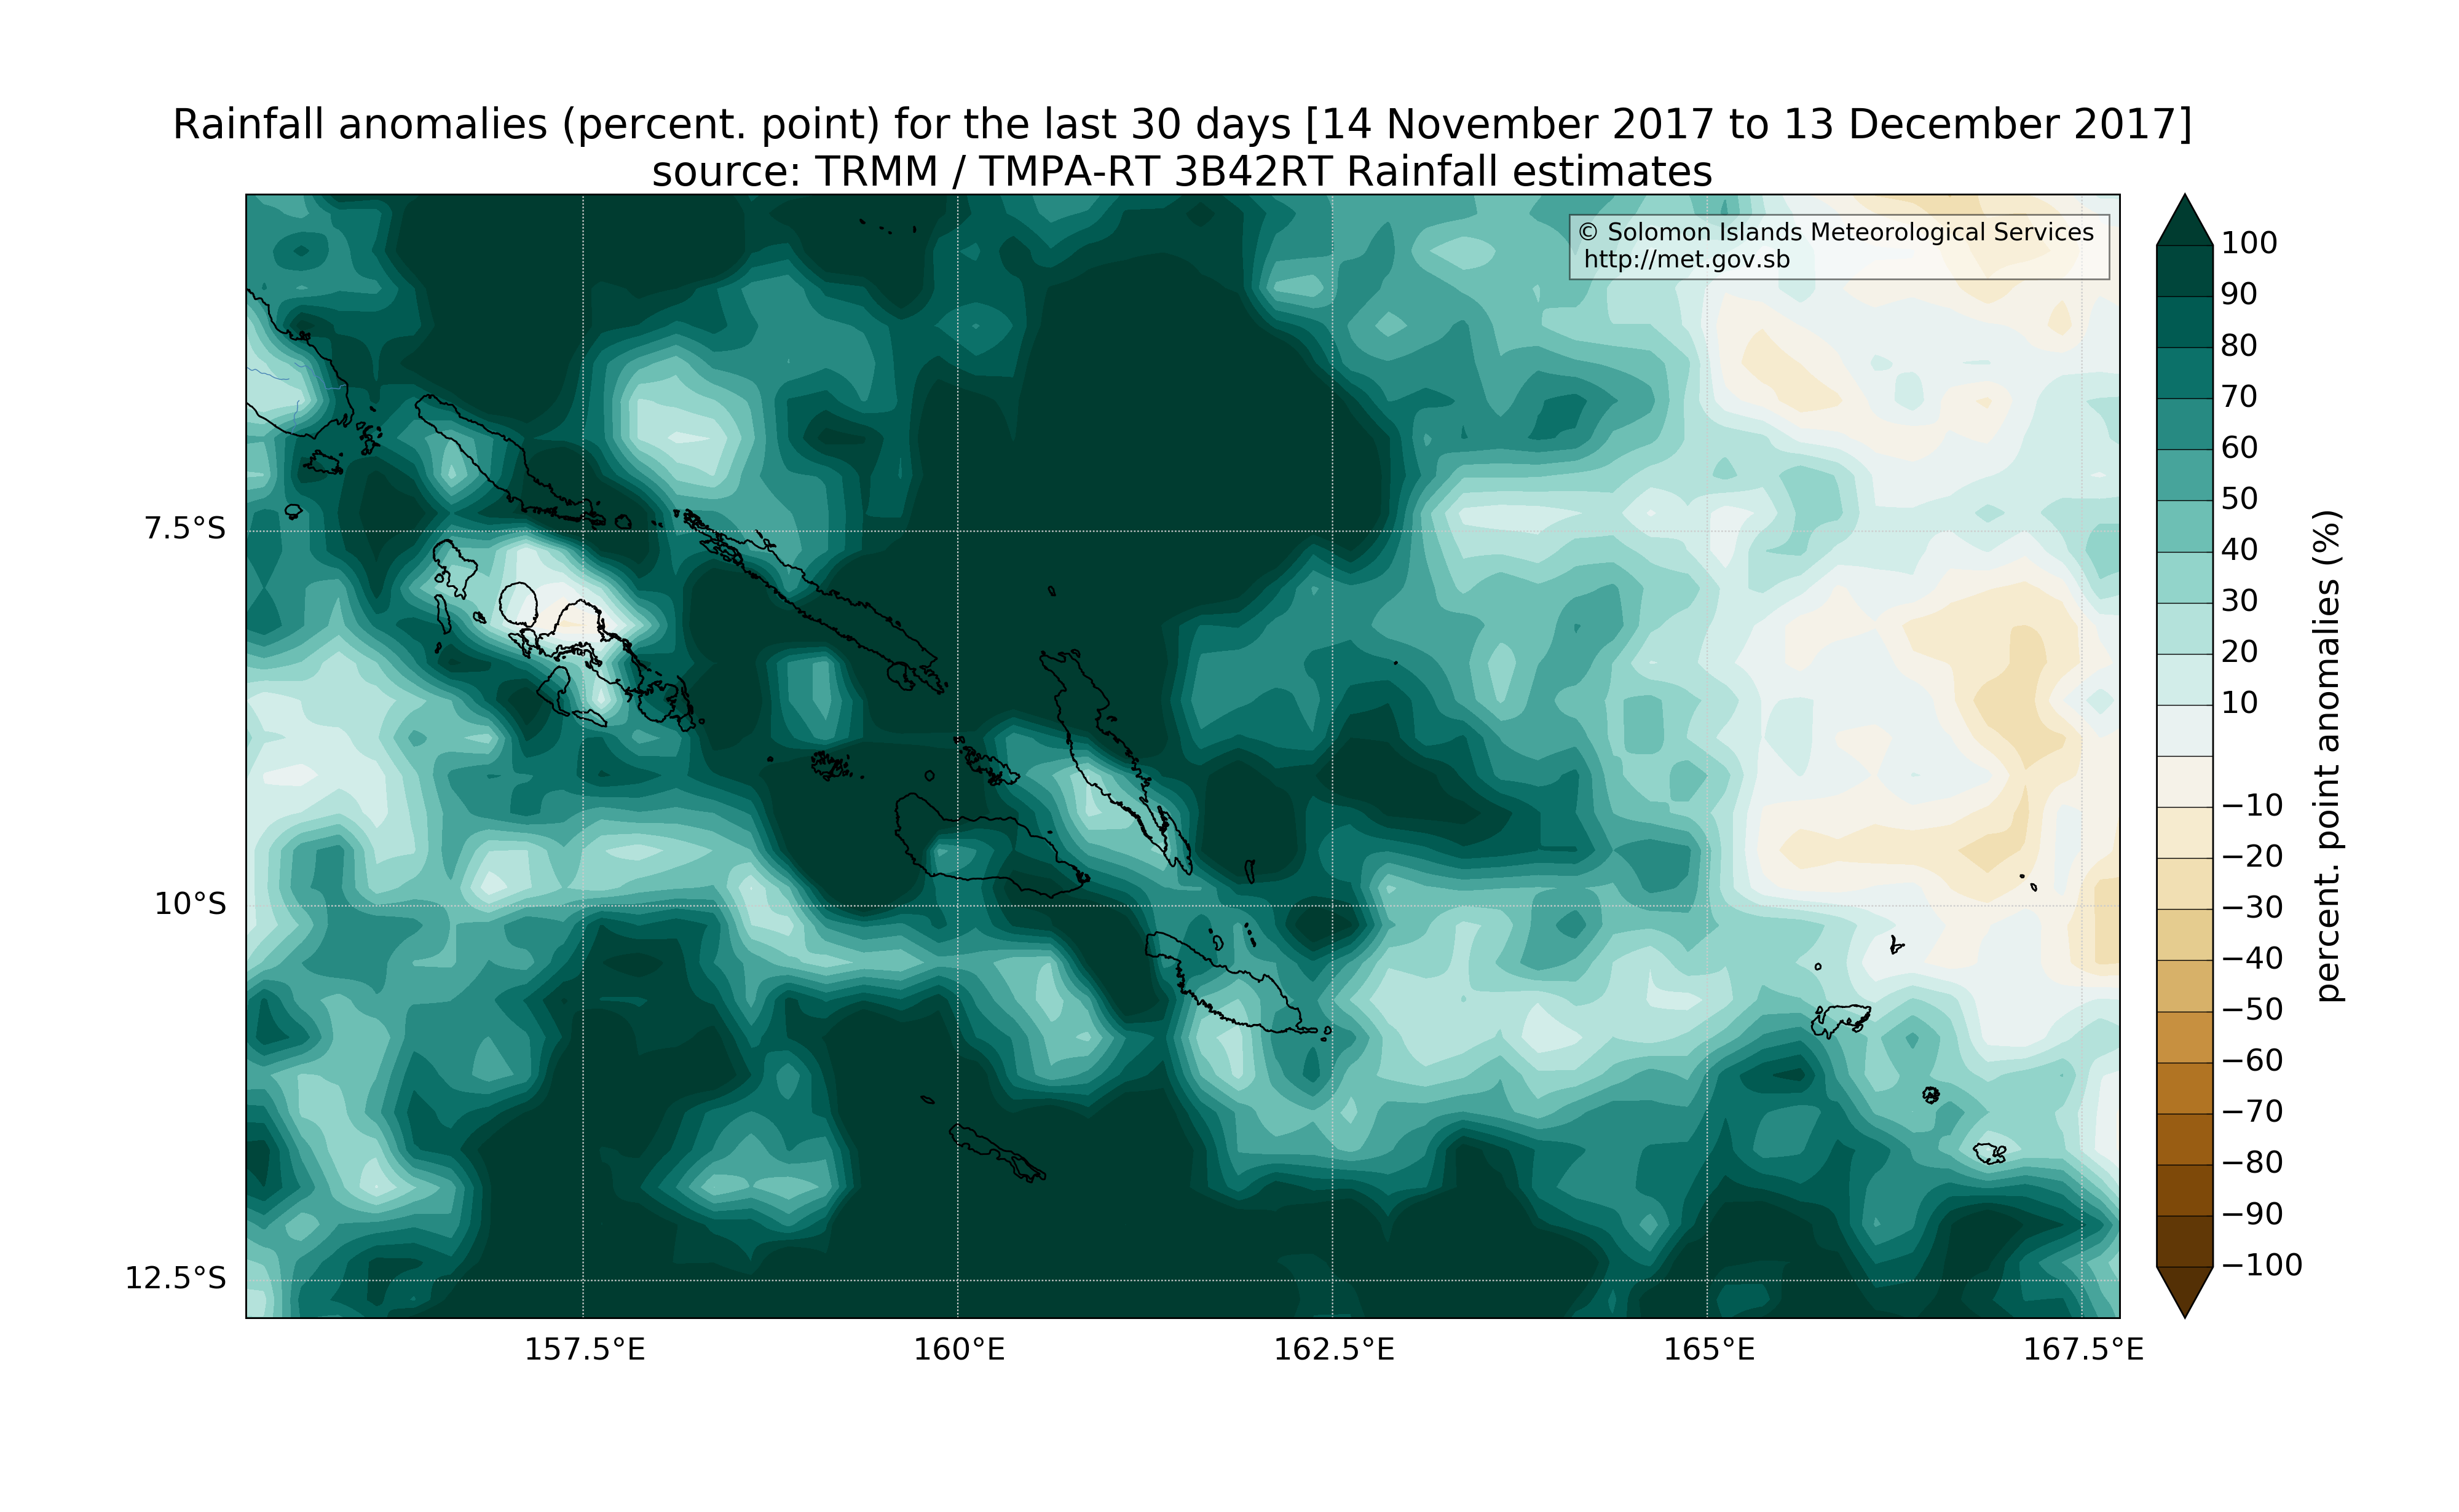 Rainfall anomalies (percent. point) for the last 30 days [14 November 2017 to 13 December 2017]
source: TRMM / TMPA-RT 3B42RT Rainfall estimates
© Solomon Islands Meteorological Services
http://met.gov.sb
7.5°S
10°S
12.5°S
157.5°E
160°E
162.5°E
165°E
167.5°E
100
90
80
70
60
50
40
30
20
10
−10
−20
−30
−40
−50
−60
−70
−80
−90
−100
percent. point anomalies (%)